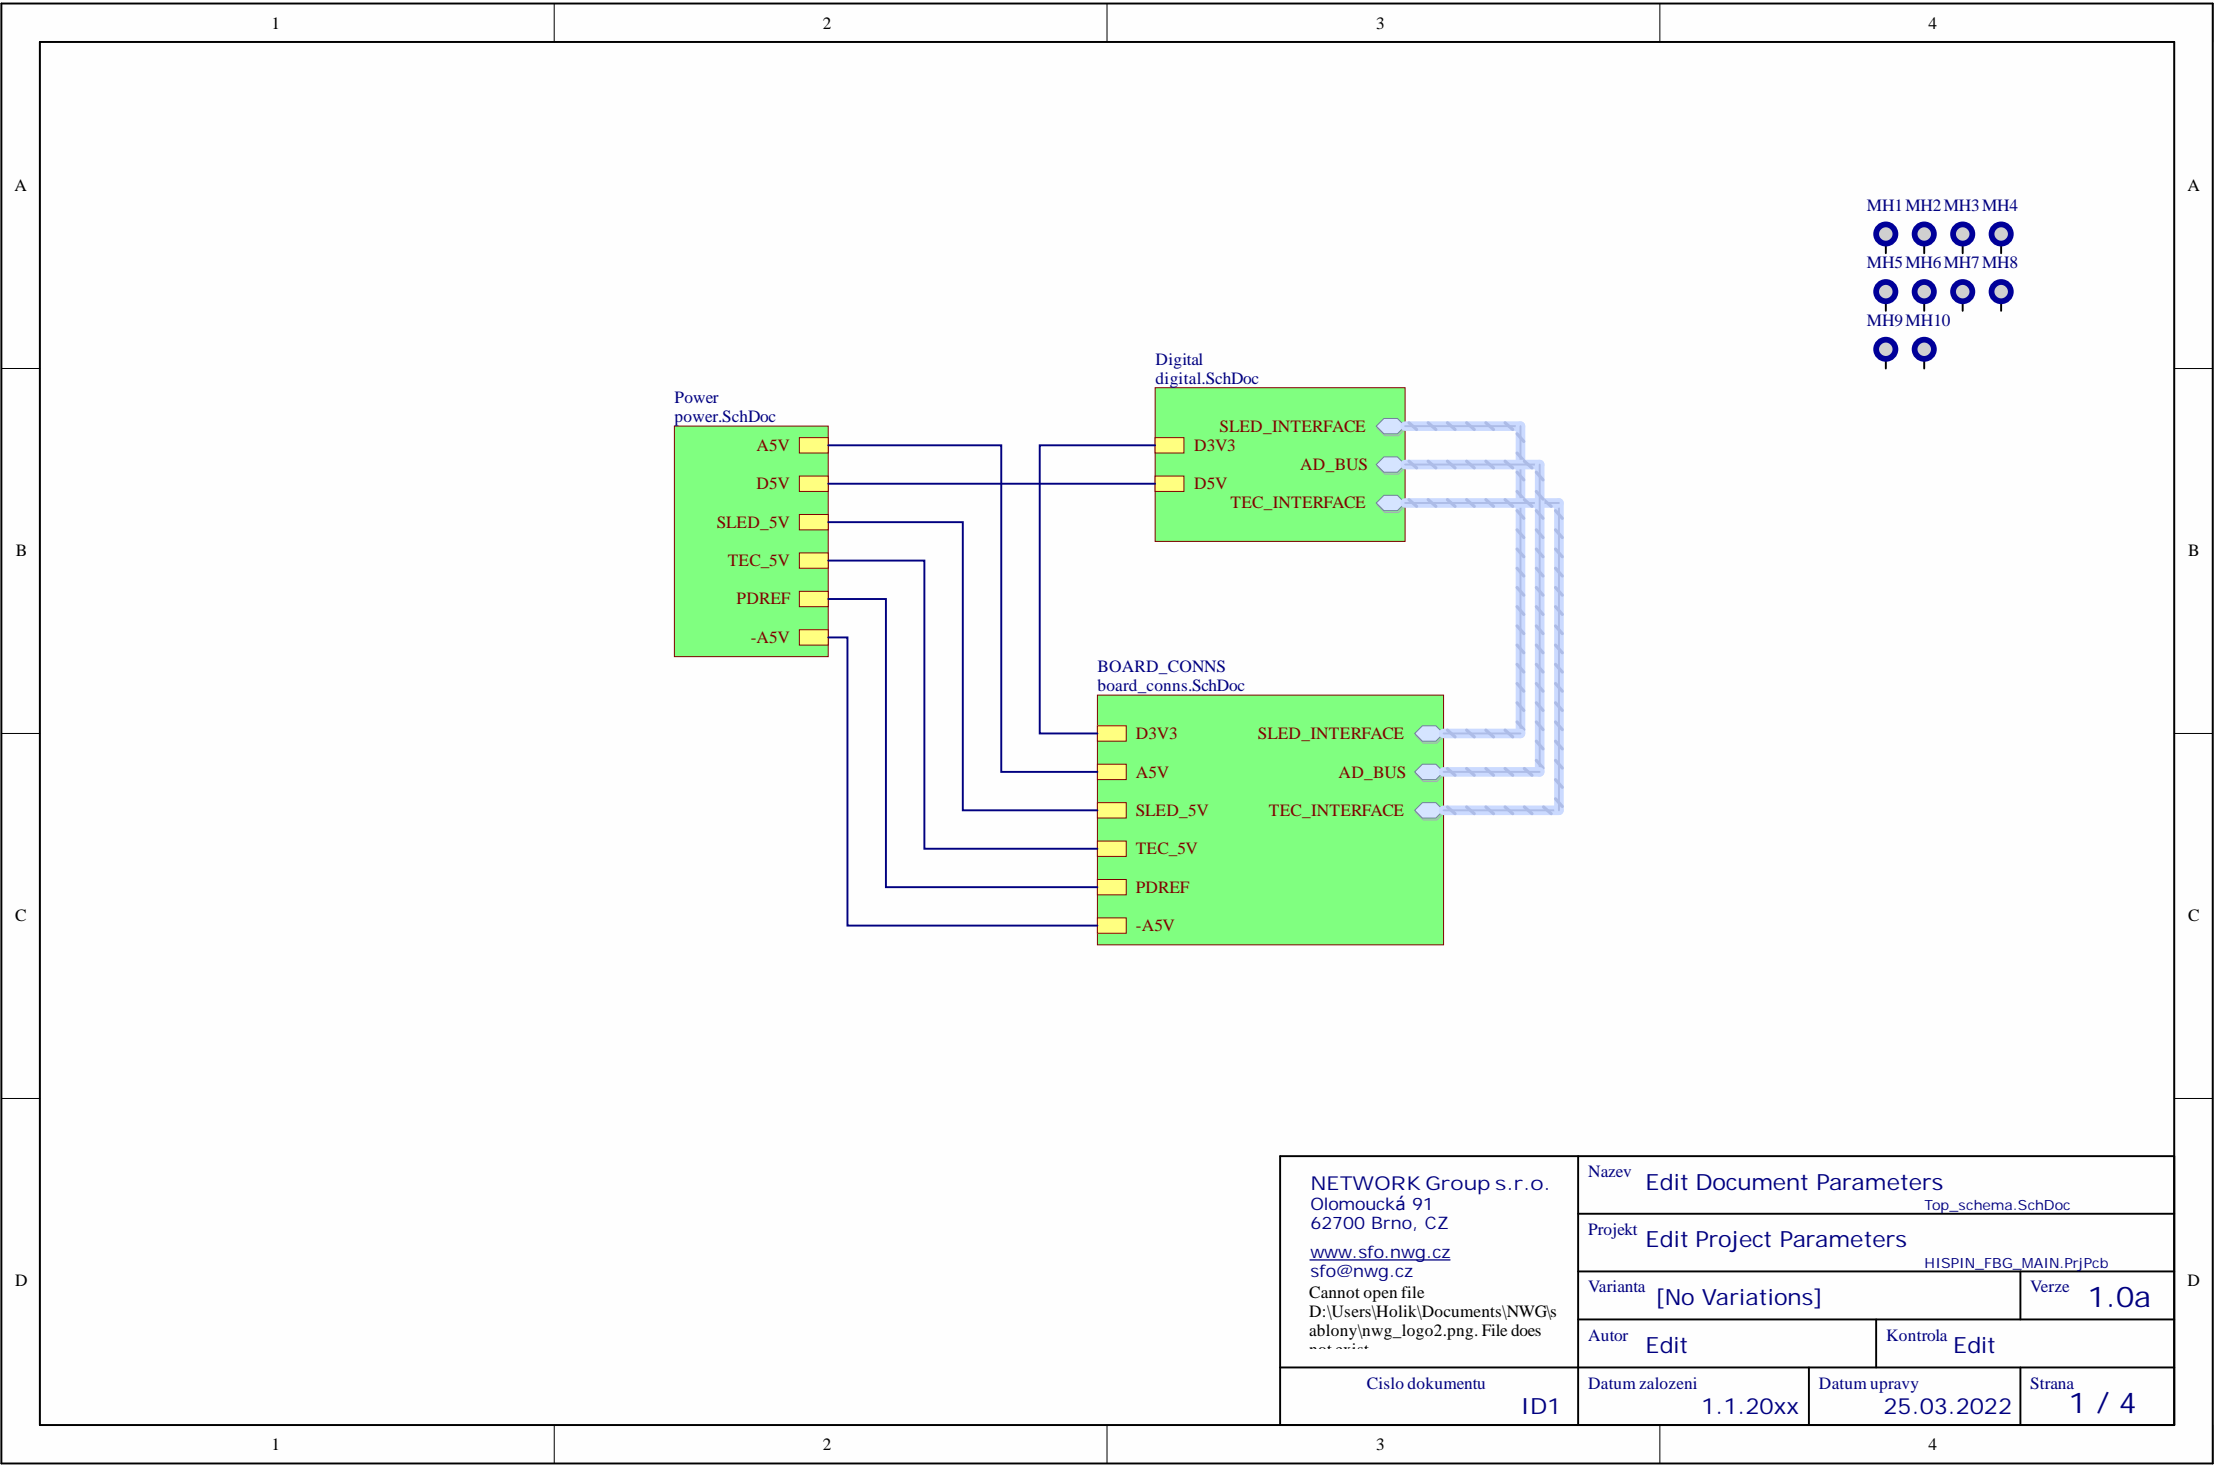 1 2 3 4
A A
MH1 MH2 MH3 MH4
MH5 MH6 MH7 MH8
MH9 MH10
Digital
digital.SchDoc
SLED_INTERFACE
D3V3
AD_BUS
D5V
TEC_INTERFACE
Power
power.SchDoc
A5V
D5V
SLED_5V
TEC_5V
PDREF
-A5V
B B
BOARD_CONNS
board_conns.SchDoc
D3V3 SLED_INTERFACE
A5V AD_BUS
SLED_5V TEC_INTERFACE
TEC_5V
PDREF
-A5V
C C
D D
NETWORK Group s.r.o.
Olomoucká 91
62700 Brno, CZ
www.sfo.nwg.cz
sfo@nwg.cz
Cannot open file
D:\Users\Holik\Documents\NWG\s
ablony\nwg_logo2.png. File does
not exist
Nazev Edit Document Parameters
Top_schema.SchDoc
Projekt Edit Project Parameters
HISPIN_FBG_MAIN.PrjPcb
Varianta [No Variations]
Verze 1.0a
Autor Edit
Kontrola Edit
Cislo dokumentu
ID1
Datum zalozeni
1.1.20xx
Datum upravy
25.03.2022
Strana
1 / 4
1 2 3 4